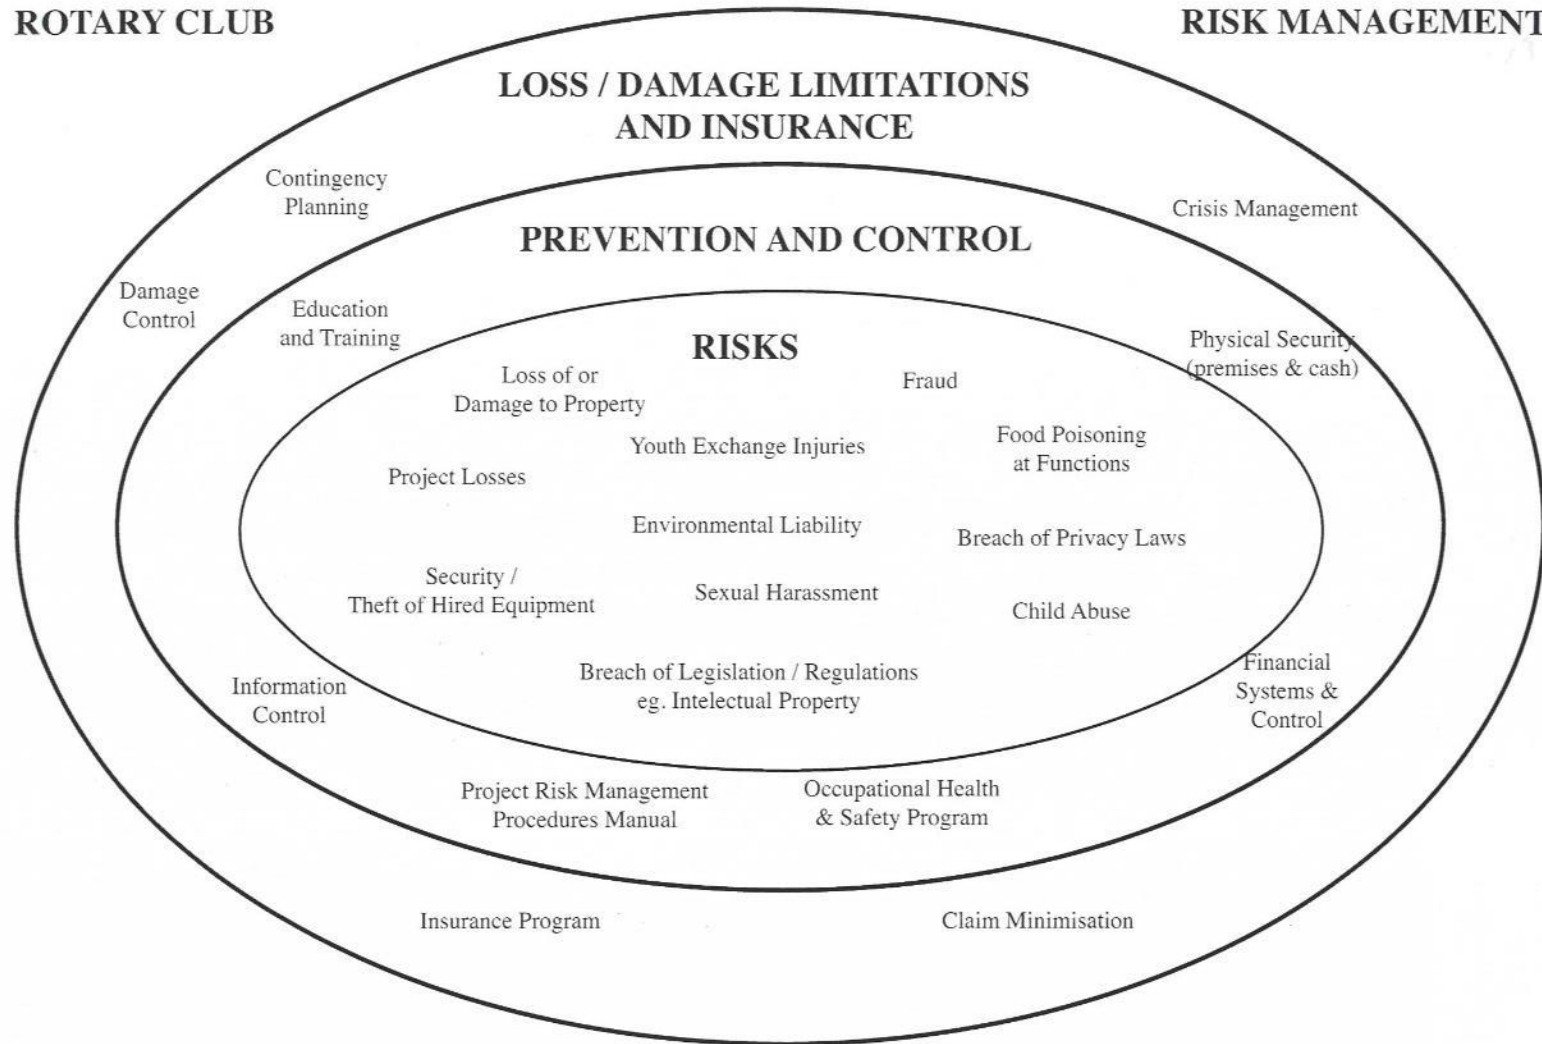 ROTARY CLUB
RISK MANAGEMENT
LOSS / DAMAGE LIMITATIONS
AND INSURANCE
Contingency
Planning
Crisis Management
PREVENTION AND CONTROL
Damage
Control
Education
and Training
Physical Security
(premises & cash)
RISKS
Loss of or
Damage to Property
Fraud
Youth Exchange Injuries
Food Poisoning
at Functions
Project Losses
Environmental Liability
Breach of Privacy Laws
Security /
Theft of Hired Equipment
Sexual Harassment
Child Abuse
Breach of Legislation / Regulations
eg. Intelectual Property
Information
Control
Financial
Systems &
Control
Project Risk Management
Procedures Manual
Occupational Health
& Safety Program
Insurance Program
Claim Minimisation